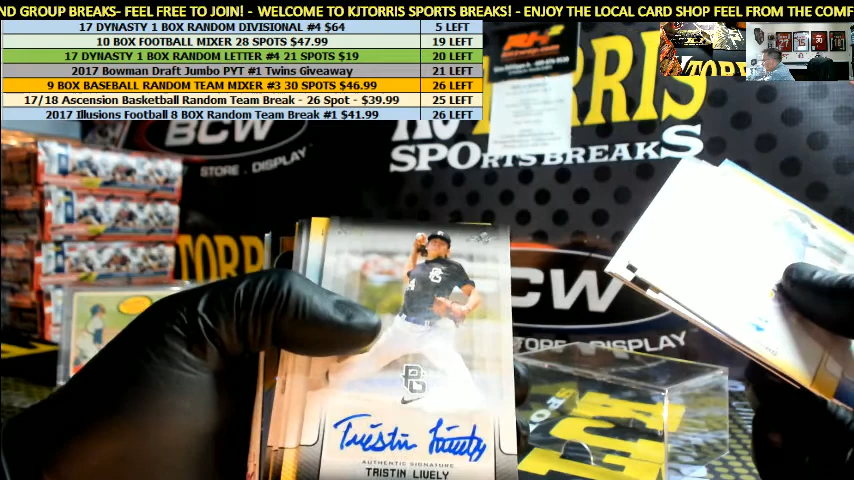 ND GROUP BREAKS- FEEL FREE TO JOIN! - WELCOME TO KJTORRIS SPORTS BREAKS! - ENJOY THE LOCAL CARD SHOP FEEL FROM THE COMF
17 DYNASTY 1 BOX RANDOM DIVISIONAL #4 $64 5 LEFT
10 BOX FOOTBALL MIXER 28 SPOTS $47.99 19 LEFT
17 DYNASTY 1 BOX RANDOM LETTER #4 21 SPOTS $19 20 LEFT
2017 Bowman Draft Jumbo PYT #1 Twins Giveaway 21 LEFT
9 BOX BASEBALL RANDOM TEAM MIXER #3 30 SPOTS $46.99 26 LEFT
17/18 Ascension Basketball Random Team Break - 26 Spot - $39.99 25 LEFT
2017 Illusions Football 8 BOX Random Team Break #1 $41.99 26 LEFT
BCW
STORE DISPLAY
RH
TORRIS
SPORTS BREAKS
TORR
BCW
SUPPLY
KJT
SPO
Tristin Lively
AUTHENTIC SIGNATURE
TRISTIN LIVELY